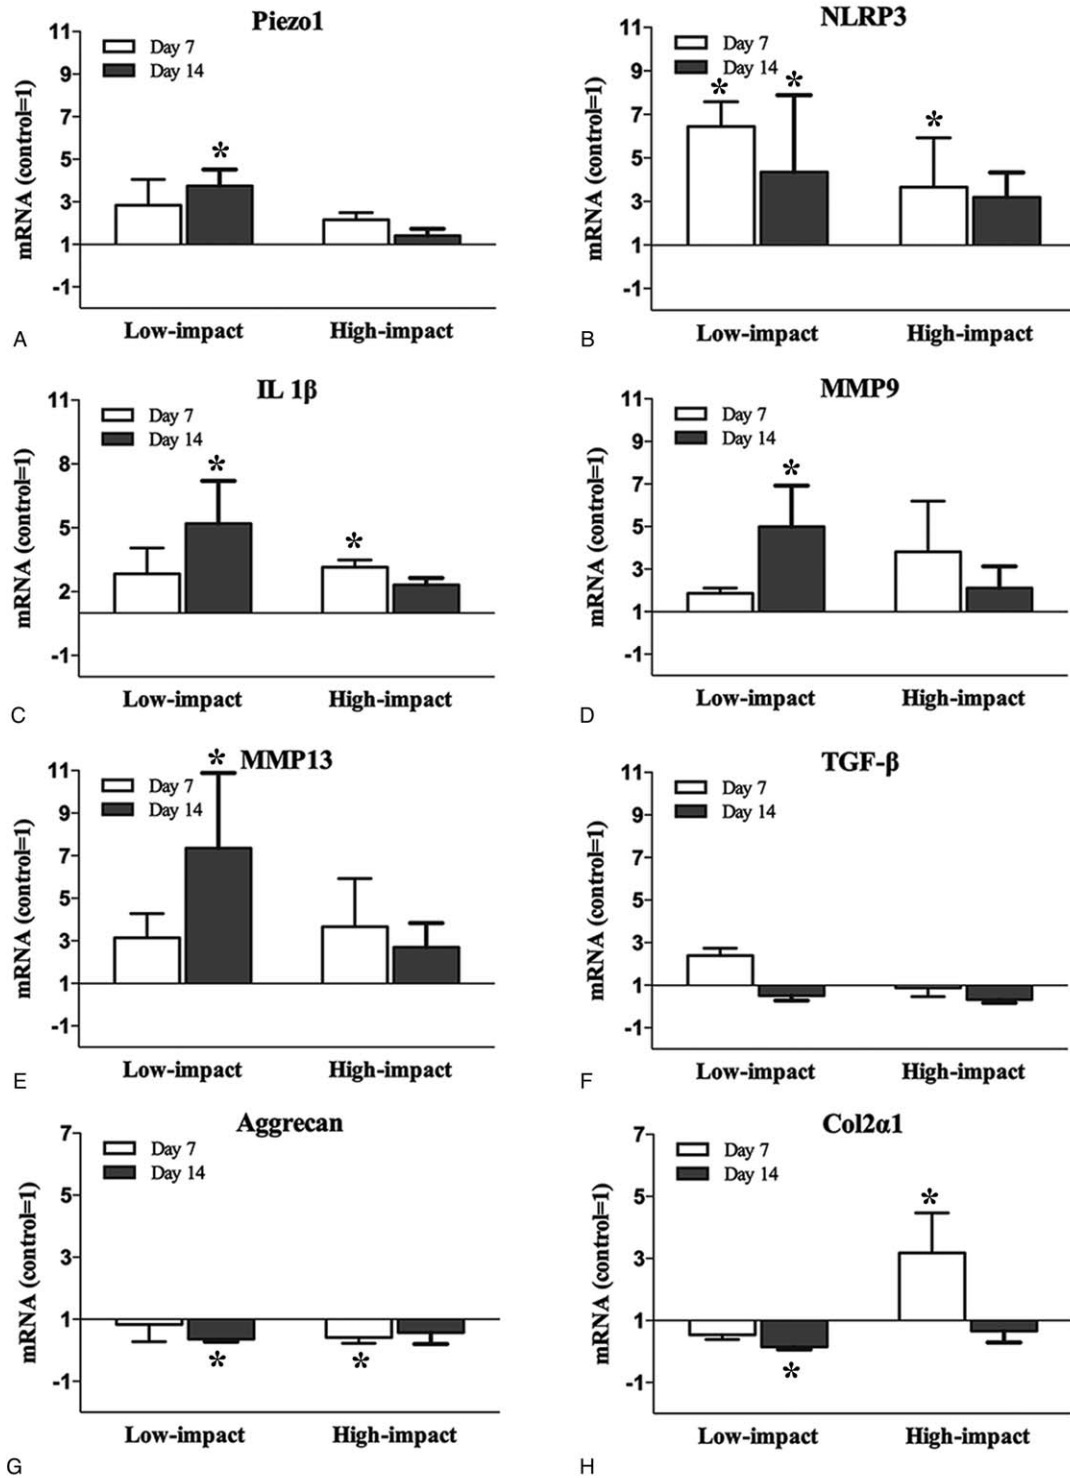 Piezo1
11
9
7
5
3
1
-1
mRNA (control=1)
Day 7
Day 14
*
Low-impact
High-impact
A
NLRP3
11
9
7
5
3
1
-1
mRNA (control=1)
Day 7
Day 14
*
*
*
Low-impact
High-impact
B
IL 1β
11
8
5
2
-1
mRNA (control=1)
Day 7
Day 14
*
*
Low-impact
High-impact
C
MMP9
11
9
7
5
3
1
-1
mRNA (control=1)
Day 7
Day 14
*
Low-impact
High-impact
D
MMP13
11
9
7
5
3
1
-1
mRNA (control=1)
Day 7
Day 14
*
Low-impact
High-impact
E
TGF-β
11
9
7
5
3
1
-1
mRNA (control=1)
Day 7
Day 14
Low-impact
High-impact
F
Aggrecan
7
5
3
1
-1
mRNA (control=1)
Day 7
Day 14
*
*
Low-impact
High-impact
G
Col2α1
7
5
3
1
-1
mRNA (control=1)
Day 7
Day 14
*
*
Low-impact
High-impact
H